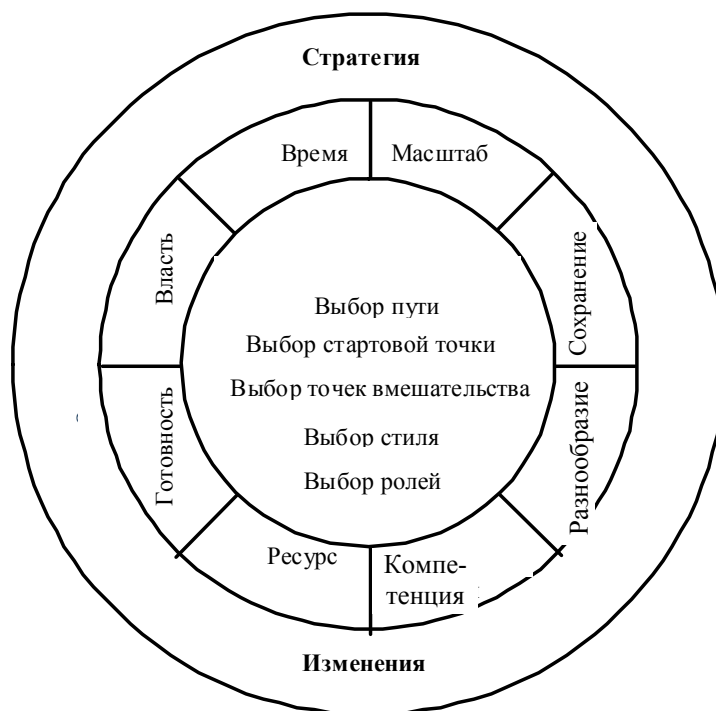 Стратегия
Время
Масштаб
Власть
Сохранение
Выбор пути
Выбор стартовой точки
Выбор точек вмешательства
Выбор стиля
Выбор ролей
Готовность
Разнообразие
Ресурс
Компе-
тенция
Изменения